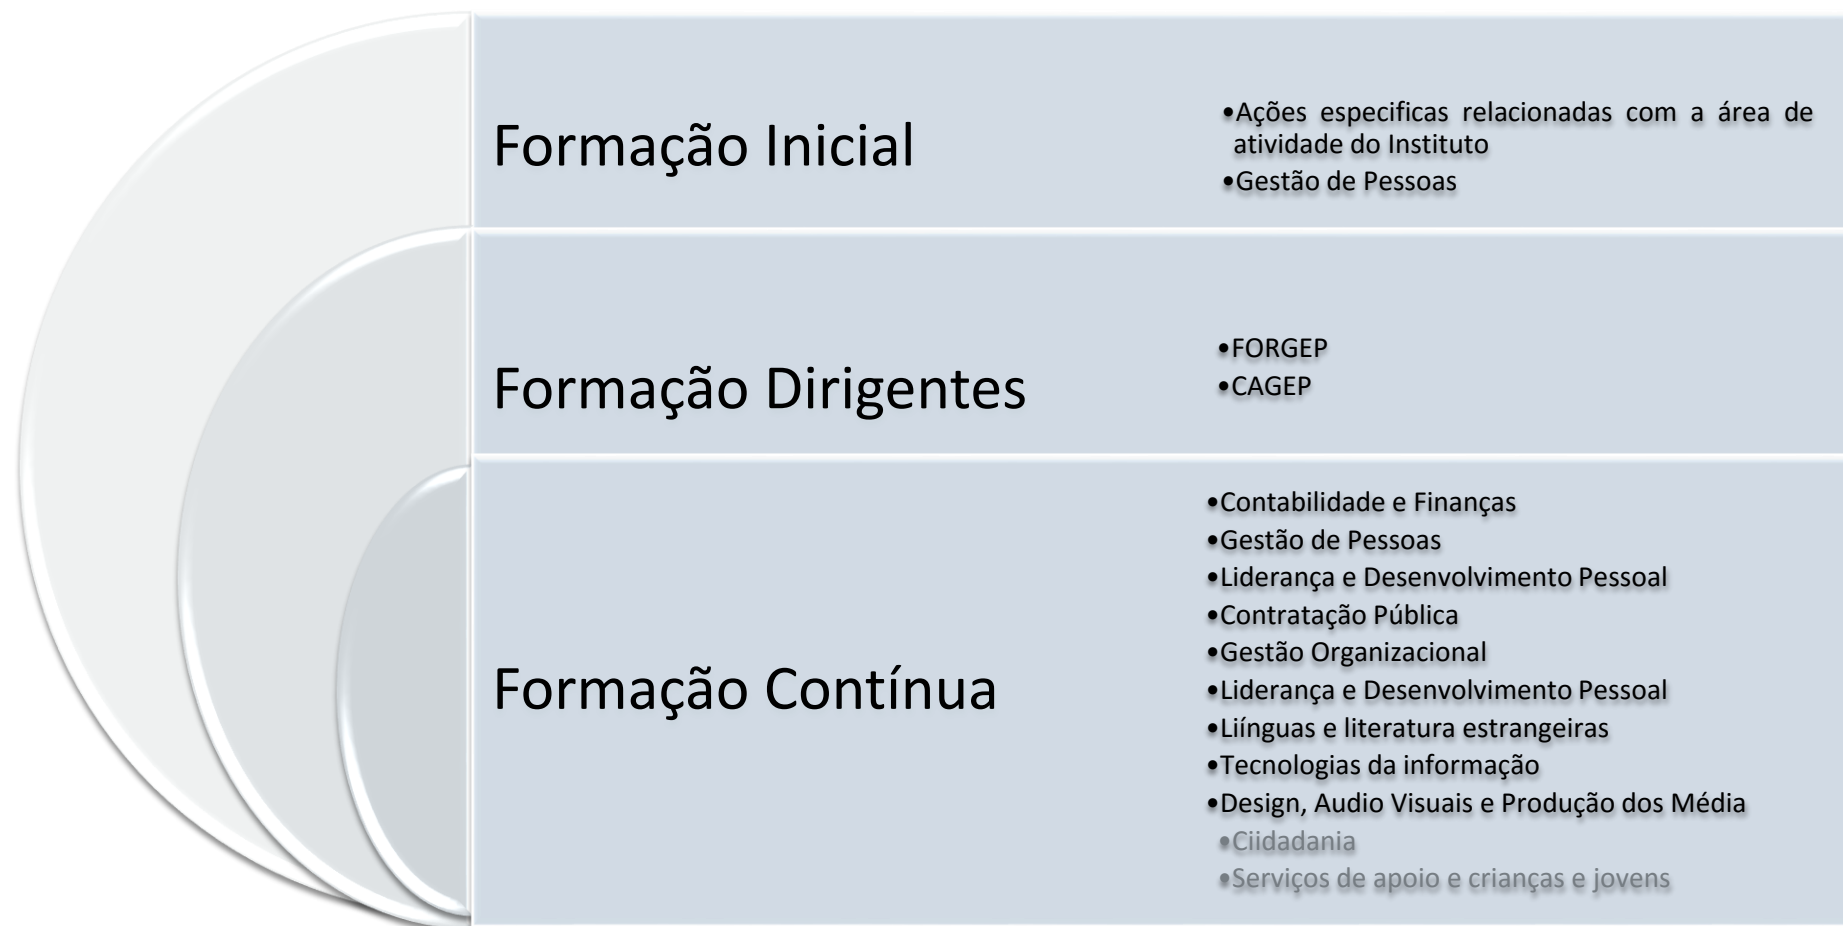 Formação Inicial
•Ações especificas relacionadas com a área de
atividade do Instituto
•Gestão de Pessoas
Formação Dirigentes
•FORGEP
•CAGEP
Formação Contínua
•Contabilidade e Finanças
•Gestão de Pessoas
•Liderança e Desenvolvimento Pessoal
•Contratação Pública
•Gestão Organizacional
•Liderança e Desenvolvimento Pessoal
•Liínguas e literatura estrangeiras
•Tecnologias da informação
•Design, Audio Visuais e Produção dos Média
•Ciidadania
•Serviços de apoio e crianças e jovens